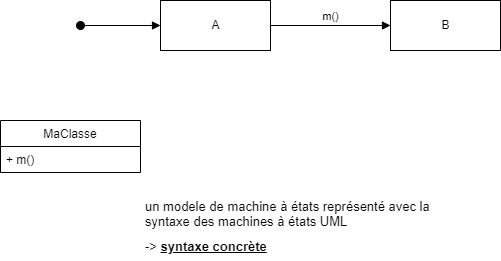 m()
A
B
MaClasse
+ m()
un modele de machine à états représenté avec la
syntaxe des machines à états UML
-> syntaxe concrète